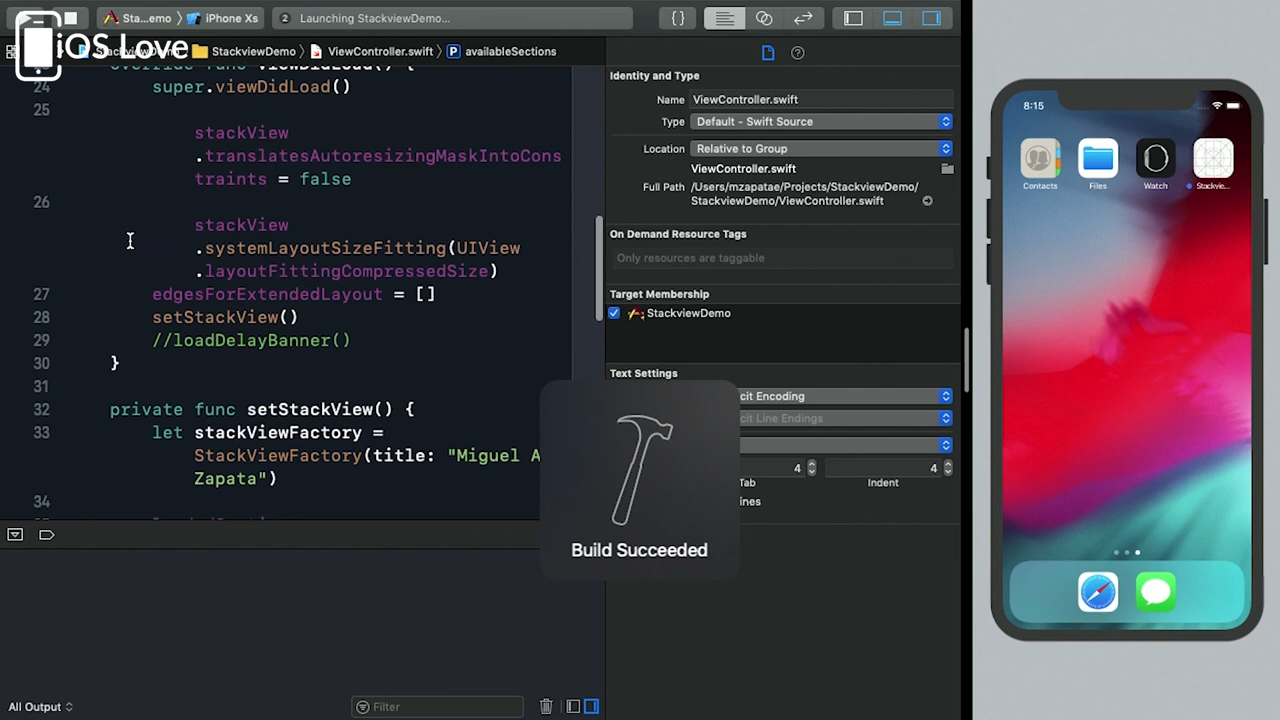 Sta...emo 〉 iPhone Xs
2 Launching StackviewDemo...
iOS Love
StackviewDemo 〉 ViewController.swift 〉 P availableSections
override func viewDidLoad() {
24 super.viewDidLoad()
25
stackView
.translatesAutoresizingMaskIntoCons
traints = false
26
stackView
.systemLayoutSizeFitting(UIView
.layoutFittingCompressedSize)
27 edgesForExtendedLayout = []
28 setStackView()
29 //loadDelayBanner()
30 }
31
32 private func setStackView() {
33 let stackViewFactory =
StackViewFactory(title: "Miguel A
Zapata")
34
All Output
Filter
Identity and Type
Name ViewController.swift
Type Default - Swift Source
Location Relative to Group
ViewController.swift
Full Path /Users/mzapatae/Projects/StackviewDemo/
StackviewDemo/ViewController.swift
On Demand Resource Tags
Only resources are taggable
Target Membership
StackviewDemo
Text Settings
cit Encoding
cit Line Endings
4 4
Tab Indent
ines
Build Succeeded
8:15
Contacts Files Watch Stackvie...